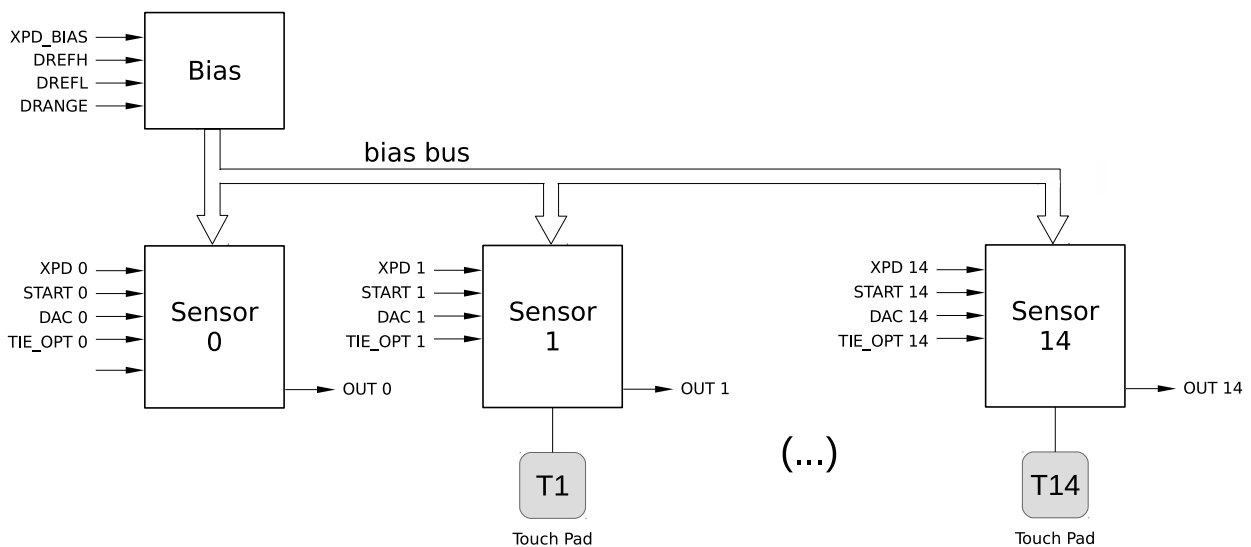 XPD_BIAS
DREFH
DREFL
DRANGE
Bias
bias bus
XPD 0
START 0
DAC 0
TIE_OPT 0
Sensor
0
OUT 0
XPD 1
START 1
DAC 1
TIE_OPT 1
Sensor
1
OUT 1
XPD 14
START 14
DAC 14
TIE_OPT 14
Sensor
14
OUT 14
T1
Touch Pad
(...)
T14
Touch Pad